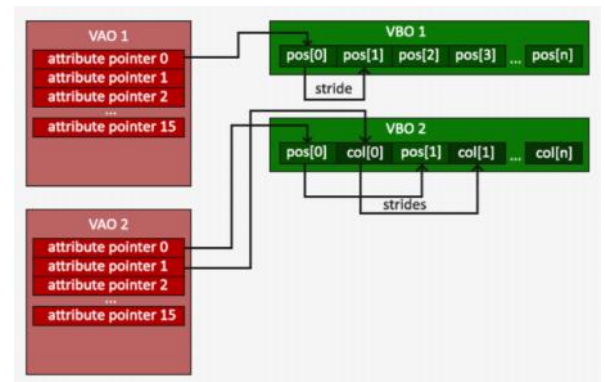 VAO 1
attribute pointer 0
attribute pointer 1
attribute pointer 2
...
attribute pointer 15
VBO 1
pos[0] pos[1] pos[2] pos[3] ... pos[n]
stride
VBO 2
pos[0] col[0] pos[1] col[1] ... col[n]
strides
VAO 2
attribute pointer 0
attribute pointer 1
attribute pointer 2
...
attribute pointer 15